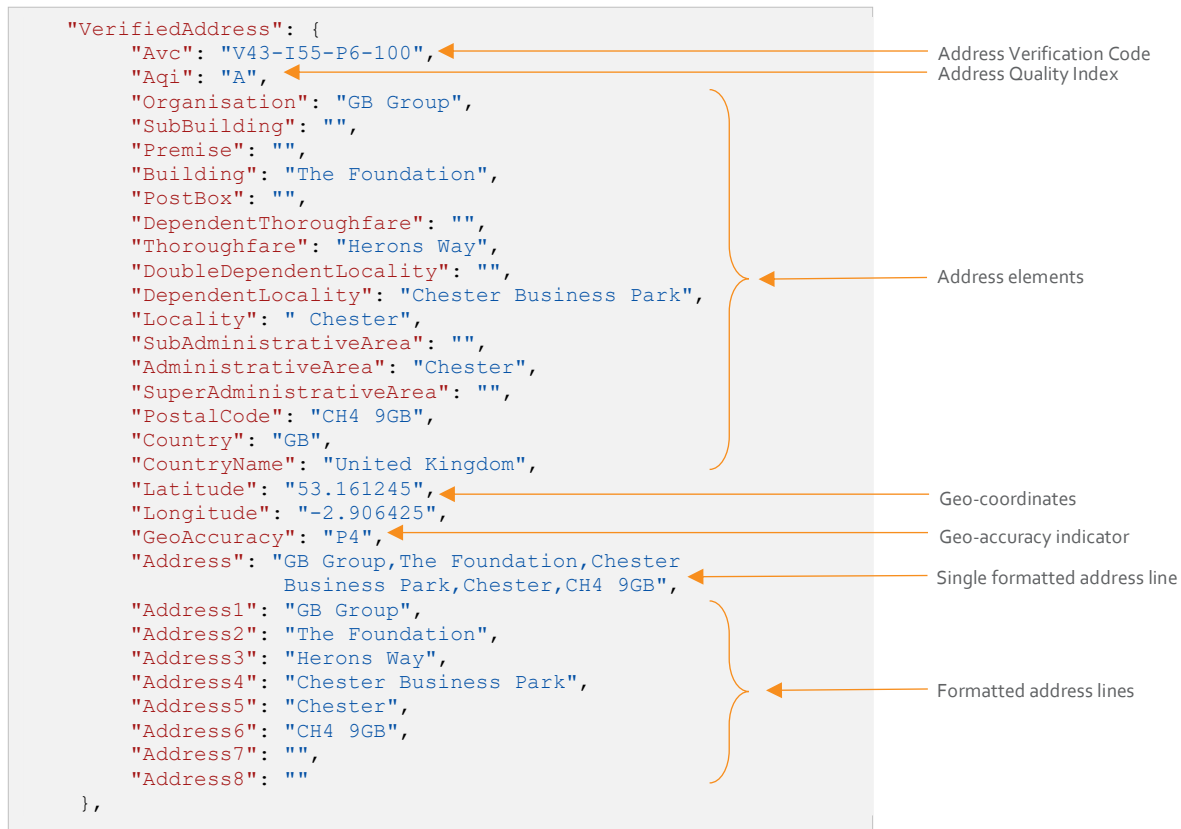 "VerifiedAddress": {
"Avc": "V43-I55-P6-100",
"Aqi": "A",
"Organisation": "GB Group",
"SubBuilding": "",
"Premise": "",
"Building": "The Foundation",
"PostBox": "",
"DependentThoroughfare": "",
"Thoroughfare": "Herons Way",
"DoubleDependentLocality": "",
"DependentLocality": "Chester Business Park",
"Locality": " Chester",
"SubAdministrativeArea": "",
"AdministrativeArea": "Chester",
"SuperAdministrativeArea": "",
"PostalCode": "CH4 9GB",
"Country": "GB",
"CountryName": "United Kingdom",
"Latitude": "53.161245",
"Longitude": "-2.906425",
"GeoAccuracy": "P4",
"Address": "GB Group,The Foundation,Chester
Business Park,Chester,CH4 9GB",
"Address1": "GB Group",
"Address2": "The Foundation",
"Address3": "Herons Way",
"Address4": "Chester Business Park",
"Address5": "Chester",
"Address6": "CH4 9GB",
"Address7": "",
"Address8": ""
},
Address Verification Code
Address Quality Index
Address elements
Geo-coordinates
Geo-accuracy indicator
Single formatted address line
Formatted address lines